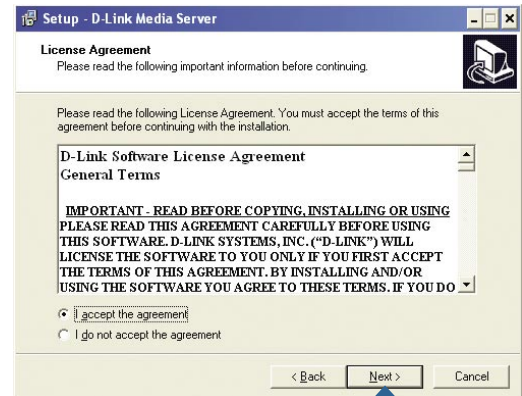 Setup - D-Link Media Server
License Agreement
Please read the following important information before continuing.
Please read the following License Agreement. You must accept the terms of this
agreement before continuing with the installation.
D-Link Software License Agreement
General Terms
IMPORTANT - READ BEFORE COPYING, INSTALLING OR USING
PLEASE READ THIS AGREEMENT CAREFULLY BEFORE USING
THIS SOFTWARE. D-LINK SYSTEMS, INC. ("D-LINK") WILL
LICENSE THE SOFTWARE TO YOU ONLY IF YOU FIRST ACCEPT
THE TERMS OF THIS AGREEMENT. BY INSTALLING AND/OR
USING THE SOFTWARE YOU AGREE TO THESE TERMS. IF YOU DO
I accept the agreement
I do not accept the agreement
< Back Next > Cancel